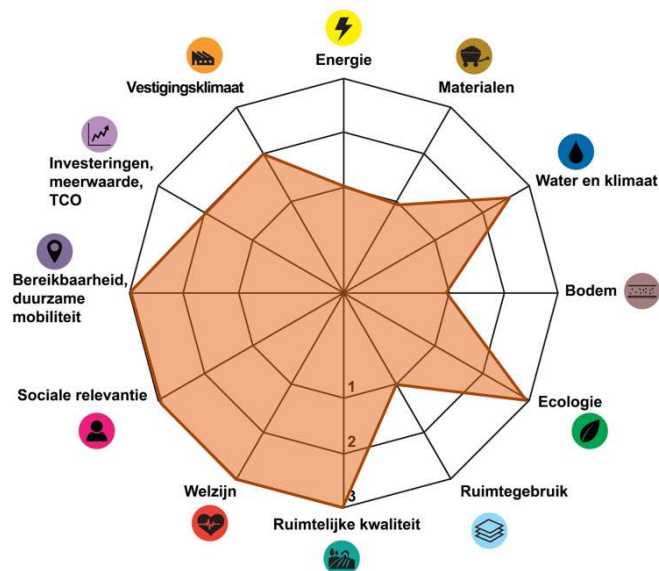 Energie
Materialen
Water en klimaat
Bodem
Ecologie
Ruimtegebruik
Ruimtelijke kwaliteit
Welzijn
Sociale relevantie
Bereikbaarheid,
duurzame
mobiliteit
Investeringen,
meerwaarde,
TCO
Vestigingsklimaat
1
2
3